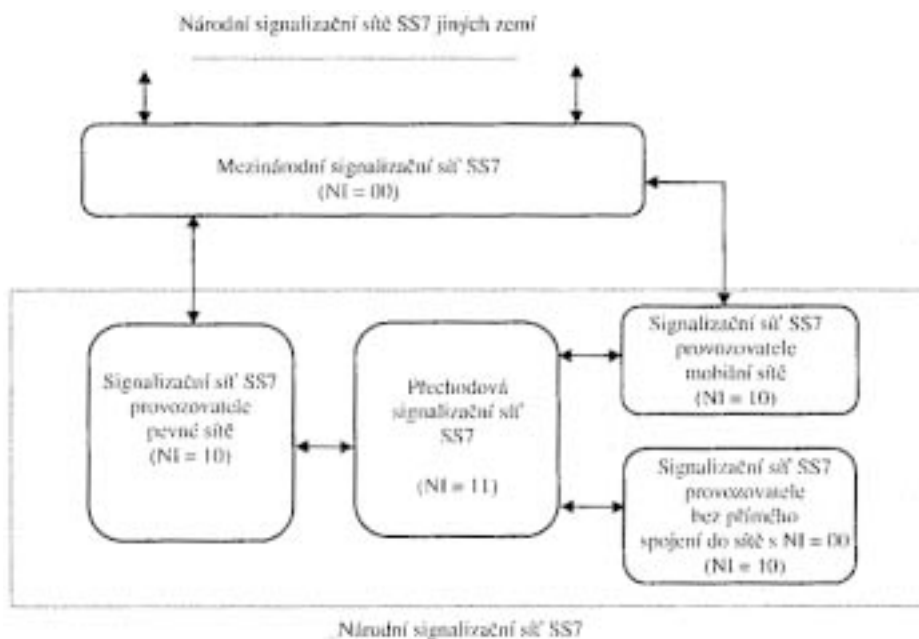 Národní signalizační sítě SS7 jiných zemí
Mezinárodní signalizační síť SS7
(NI = 00)
Signalizační síť SS7
provozovatele
pevné sítě
(NI = 10)
Přechodová
signalizační síť
SS7
(NI = 11)
Signalizační síť SS7
provozovatele
mobilní sítě
(NI = 10)
Signalizační síť SS7
provozovatele
bez přímého
spojení do sítě s NI = 00
(NI = 10)
Národní signalizační síť SS7